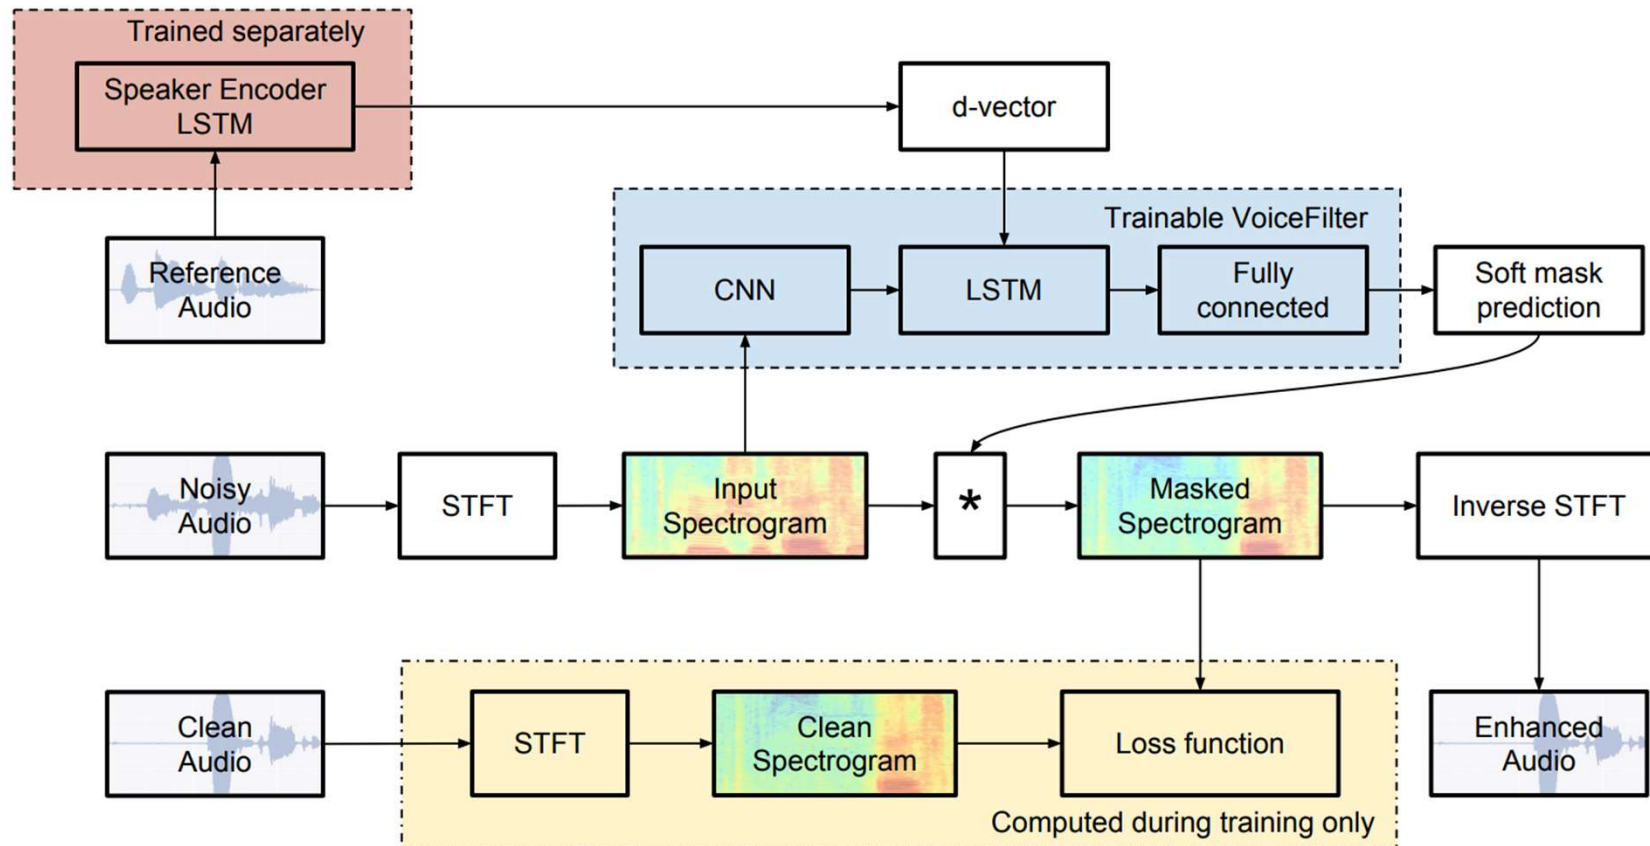 Trained separately
Speaker Encoder
LSTM
d-vector
Reference
Audio
Trainable VoiceFilter
CNN
LSTM
Fully
connected
Soft mask
prediction
Noisy
Audio
STFT
Input
Spectrogram
*
Masked
Spectrogram
Inverse STFT
Clean
Audio
STFT
Clean
Spectrogram
Loss function
Enhanced
Audio
Computed during training only